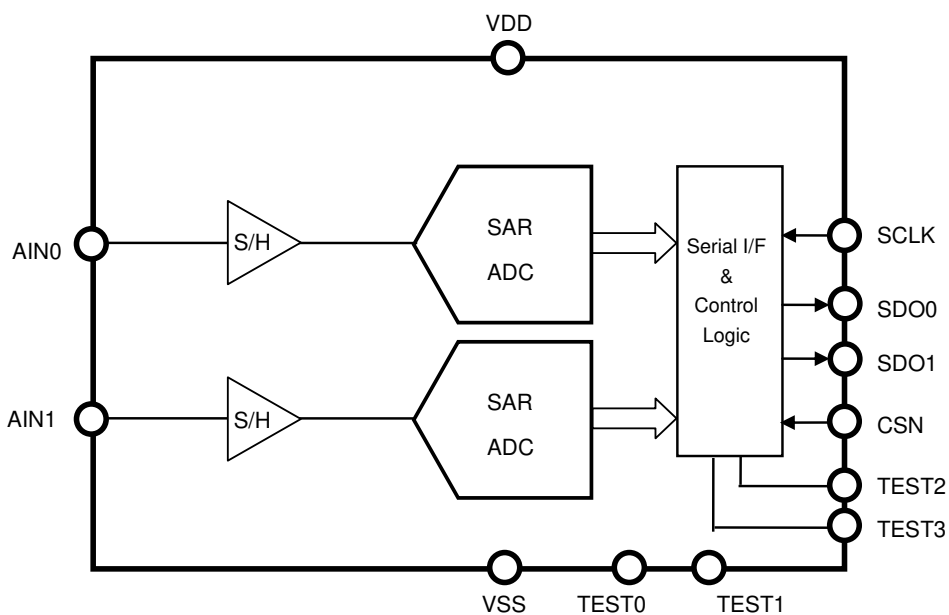 VDD
AIN0
S/H
SAR
ADC
Serial I/F
&
Control
Logic
SCLK
SDO0
SDO1
AIN1
S/H
SAR
ADC
CSN
TEST2
TEST3
VSS
TEST0
TEST1